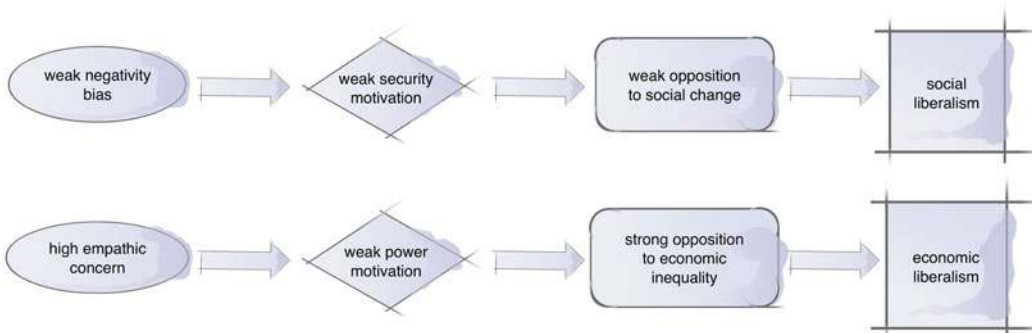 weak negativity
bias
weak security
motivation
weak opposition
to social change
social
liberalism
high empathic
concern
weak power
motivation
strong opposition
to economic
inequality
economic
liberalism